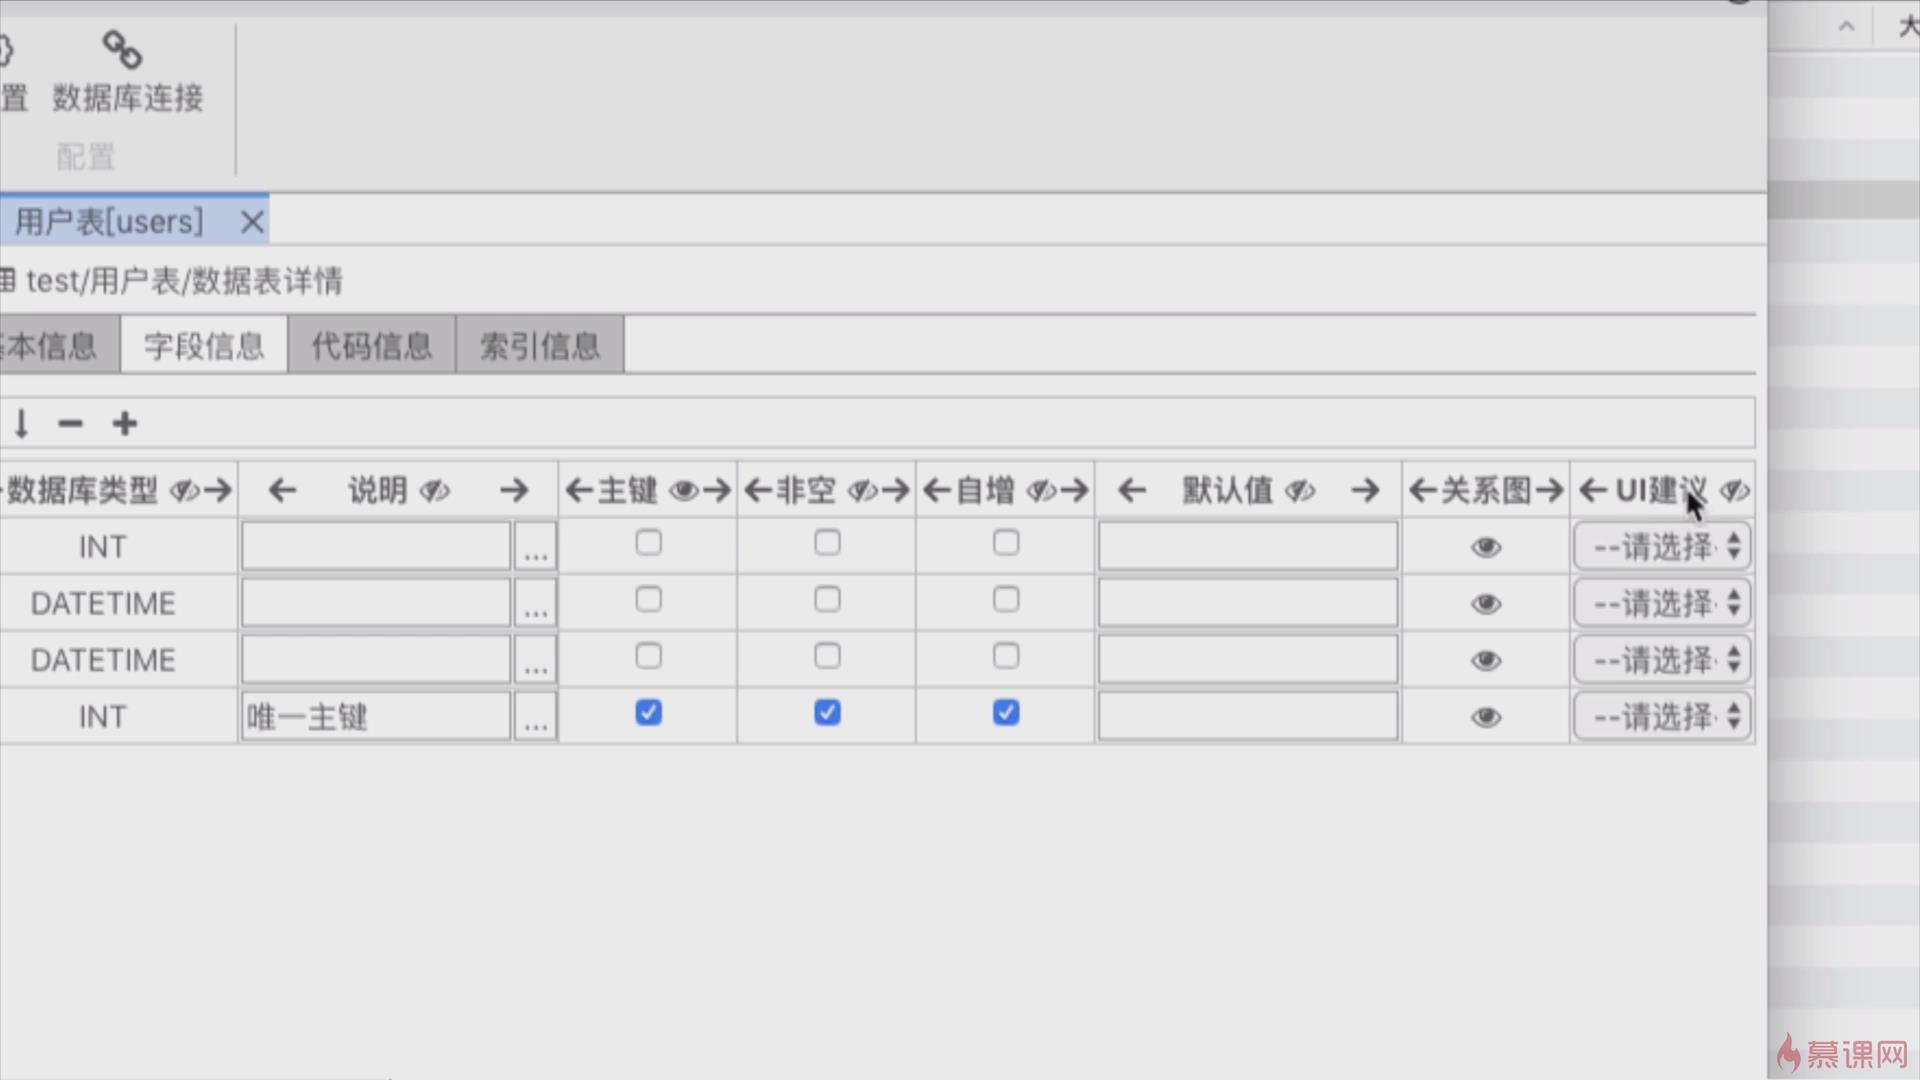 大
置 数据库连接
配置
用户表[users]
test/用户表/数据表详情
本信息 字段信息 代码信息 索引信息
数据库类型 说明 主键 非空 自增 默认值 关系图 UI建议
INT ... --请选择
DATETIME ... --请选择
DATETIME ... --请选择
INT 唯一主键 ... --请选择
慕课网